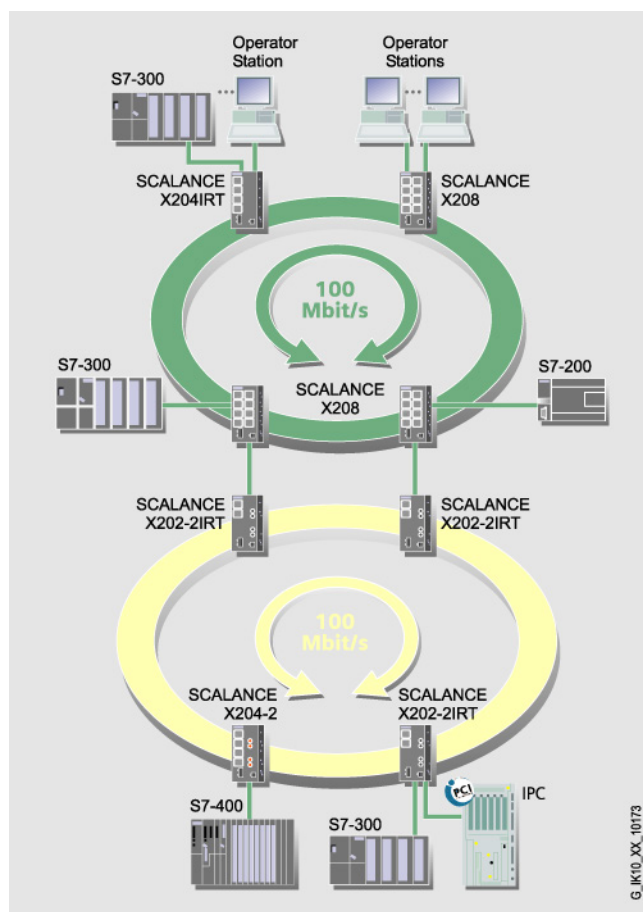 Operator
Station
Operator
Stations
S7-300
SCALANCE
X204IRT
SCALANCE
X208
100
Mbit/s
S7-300
SCALANCE
X208
S7-200
SCALANCE
X202-2IRT
SCALANCE
X202-2IRT
100
Mbit/s
SCALANCE
X204-2
SCALANCE
X202-2IRT
PCI
IPC
S7-400
S7-300
G_IK10_XX_10173